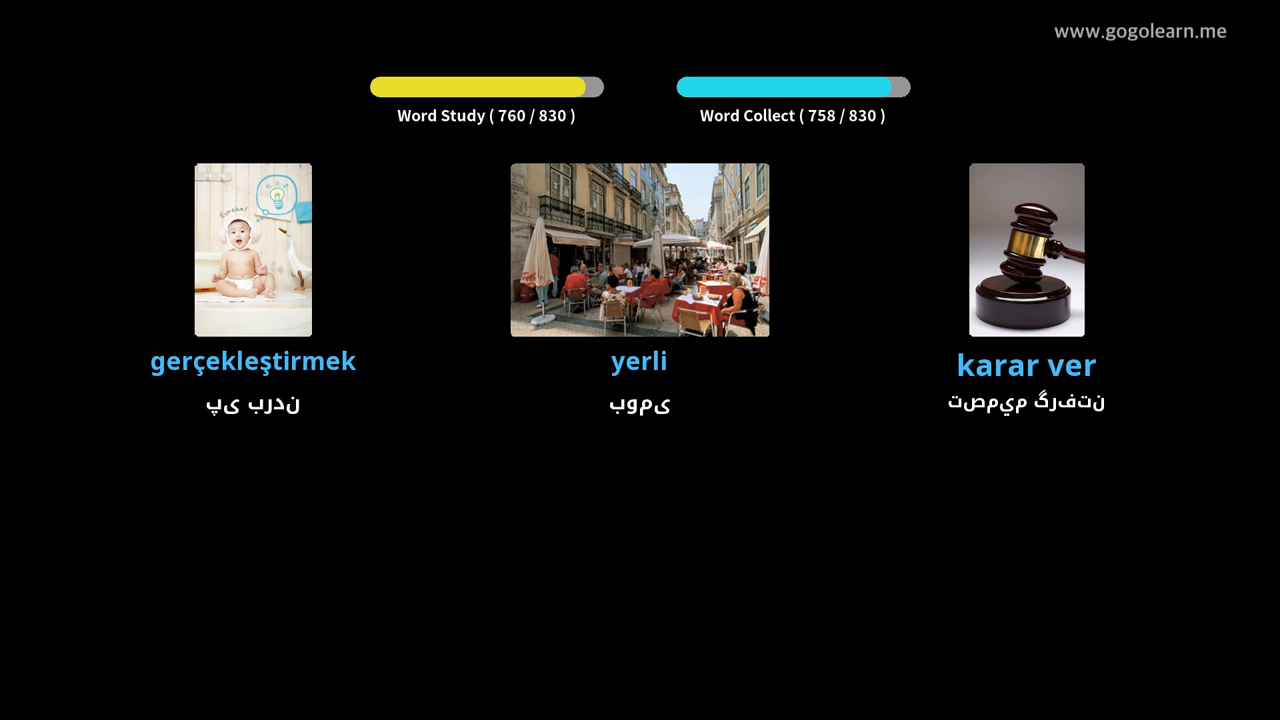 www.gogolearn.me
Word Study ( 760 / 830 )
Word Collect ( 758 / 830 )
Eureka!
gerçekleştirmek
yerli
karar ver
پی بردن
بومی
تصمیم گرفتن